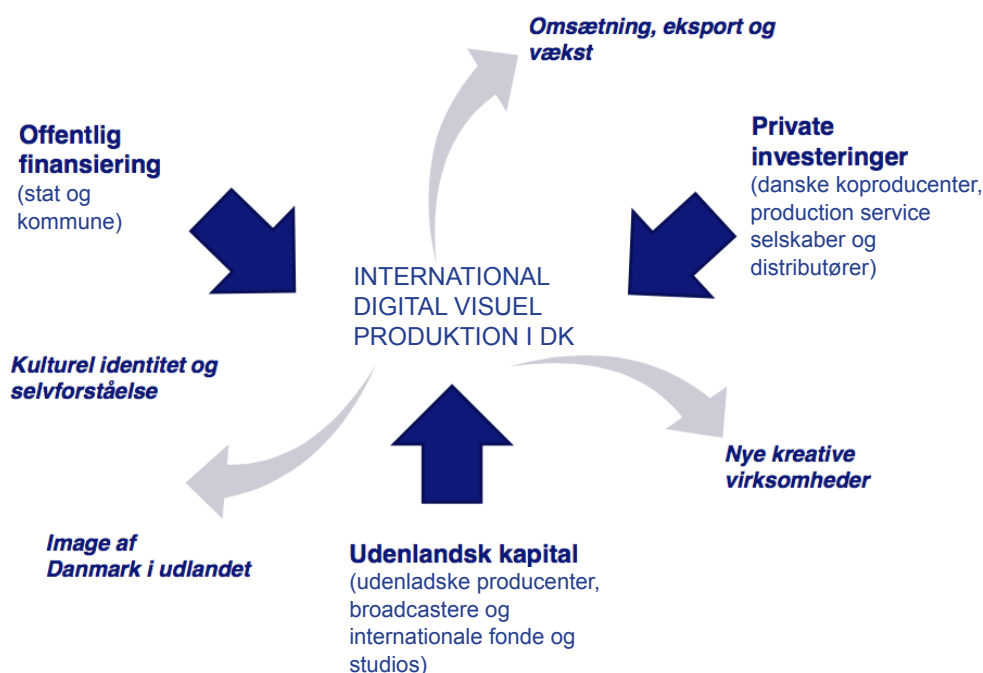 Omsætning, eksport og
vækst
Offentlig
finansiering
(stat og
kommune)
Private
investeringer
(danske koproducenter,
production service
selskaber og
distributører)
INTERNATIONAL
DIGITAL VISUEL
PRODUKTION I DK
Kulturel identitet og
selvforståelse
Nye kreative
virksomheder
Image af
Danmark i udlandet
Udenlandsk kapital
(udenladske producenter,
broadcastere og
internationale fonde og
studios)